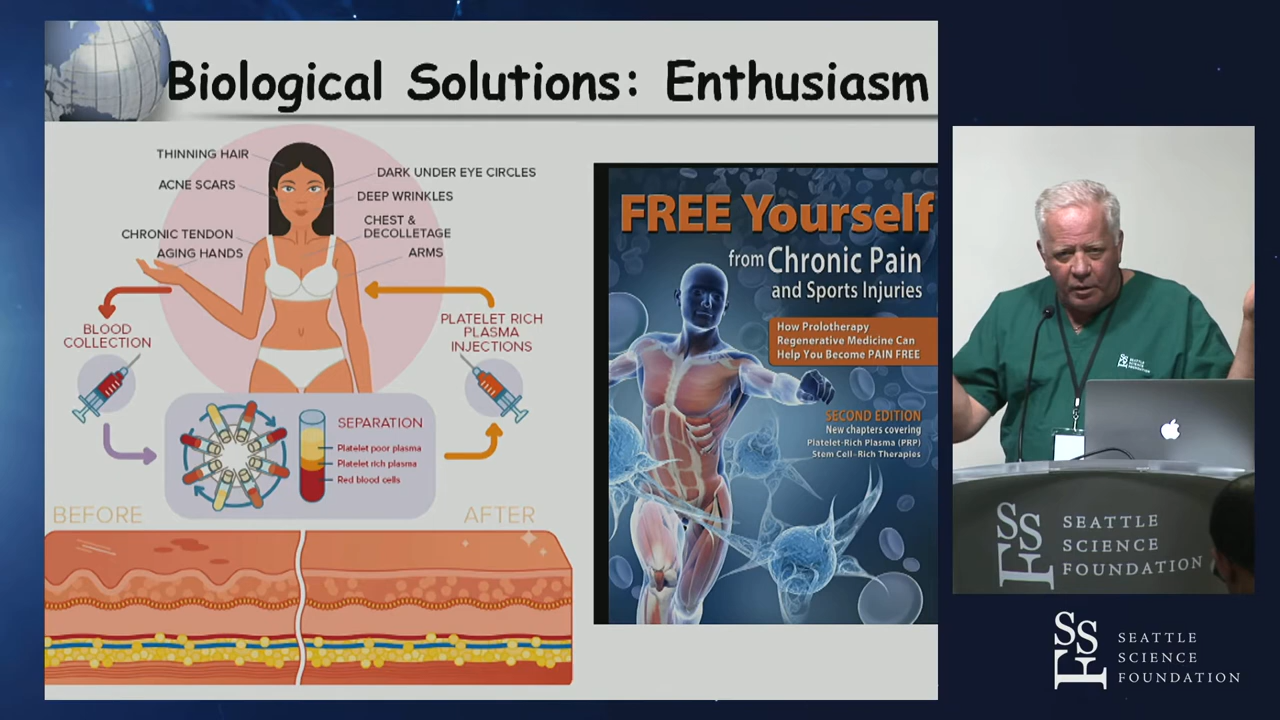 Biological Solutions: Enthusiasm
THINNING HAIR
ACNE SCARS
CHRONIC TENDON
AGING HANDS
DARK UNDER EYE CIRCLES
DEEP WRINKLES
CHEST &
DECOLLETAGE
ARMS
BLOOD
COLLECTION
PLATELET RICH
PLASMA
INJECTIONS
SEPARATION
Platelet poor plasma
Platelet rich plasma
Red blood cells
BEFORE
AFTER
FREE Yourself
from Chronic Pain
and Sports Injuries
How Prolotherapy
Regenerative Medicine Can
Help You Become PAIN FREE
SECOND EDITION
New chapters covering
Platelet-Rich Plasma (PRP)
Stem Cell-Rich Therapies
SSF
SEATTLE
SCIENCE
FOUNDATION
SSF
SEATTLE
SCIENCE
FOUNDATION